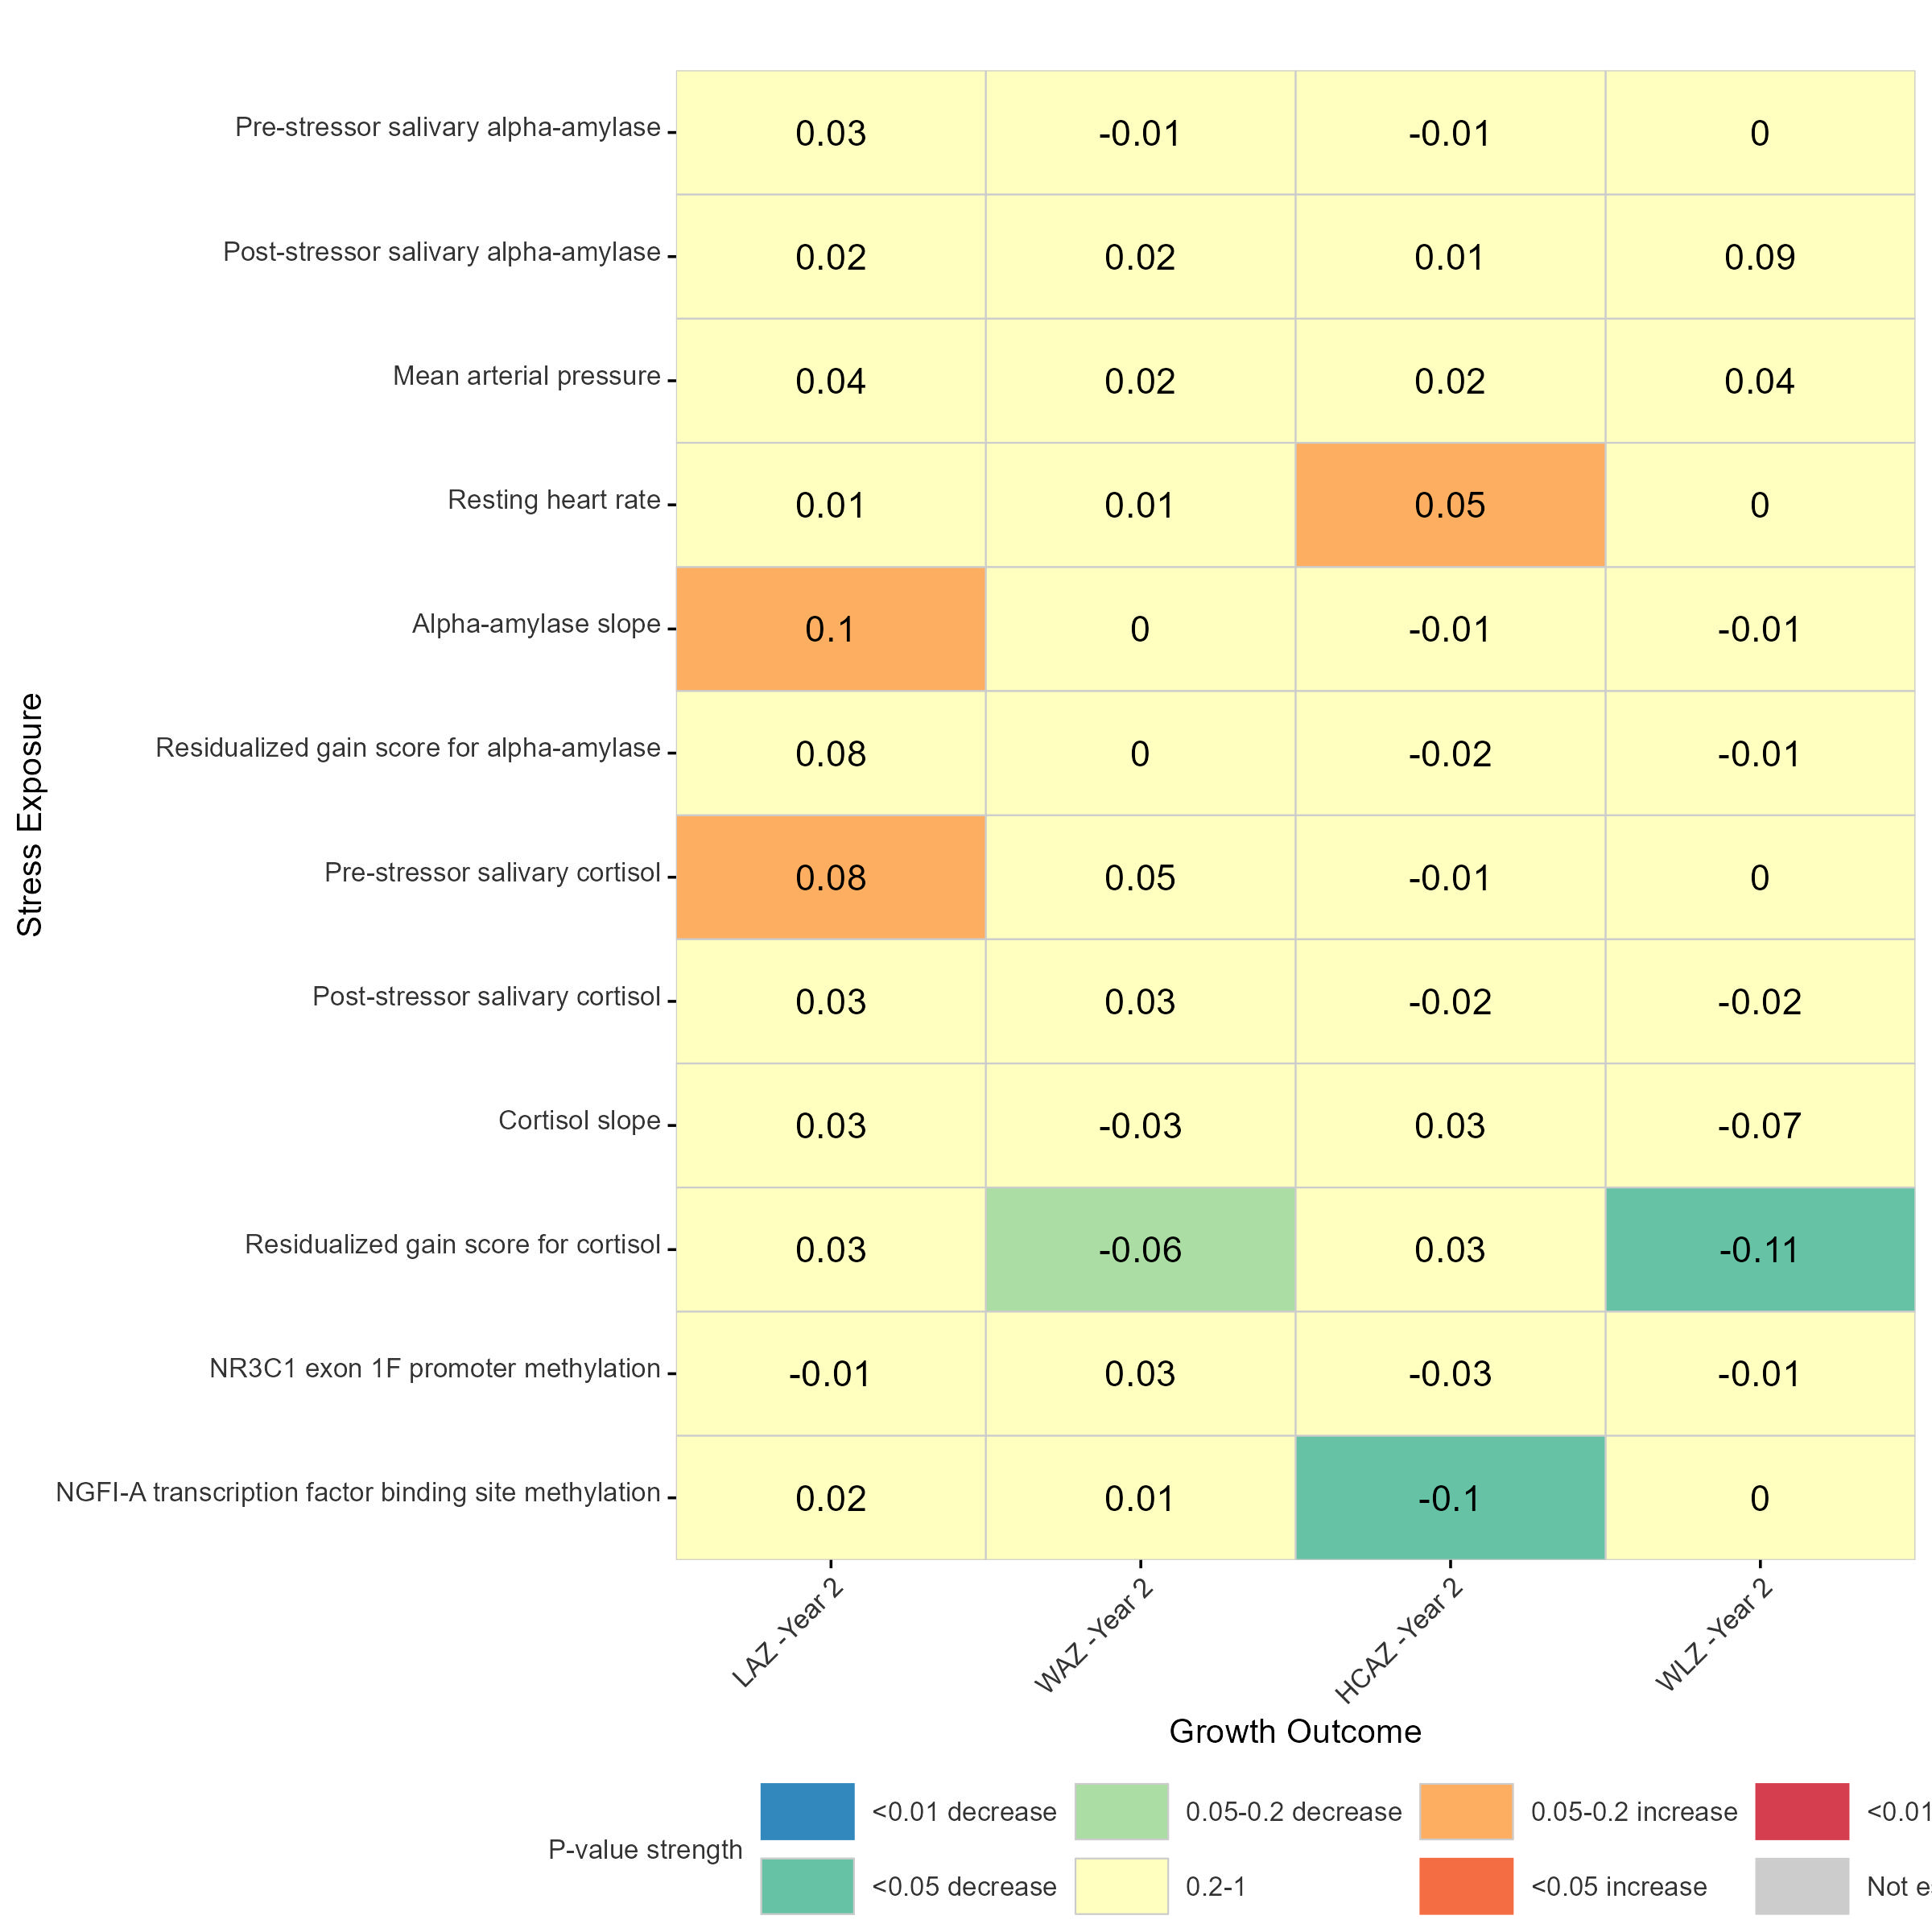 Pre-stressor salivary alpha-amylase 0.03 -0.01 -0.01 0
Post-stressor salivary alpha-amylase 0.02 0.02 0.01 0.09
Mean arterial pressure 0.04 0.02 0.02 0.04
Resting heart rate 0.01 0.01 0.05 0
Alpha-amylase slope 0.1 0 -0.01 -0.01
Residualized gain score for alpha-amylase 0.08 0 -0.02 -0.01
Pre-stressor salivary cortisol 0.08 0.05 -0.01 0
Post-stressor salivary cortisol 0.03 0.03 -0.02 -0.02
Cortisol slope 0.03 -0.03 0.03 -0.07
Residualized gain score for cortisol 0.03 -0.06 0.03 -0.11
NR3C1 exon 1F promoter methylation -0.01 0.03 -0.03 -0.01
NGFI-A transcription factor binding site methylation 0.02 0.01 -0.1 0
Stress Exposure
LAZ -Year 2 WAZ -Year 2 HCAZ -Year 2 WLZ -Year 2
Growth Outcome
P-value strength
<0.01 decrease 0.05-0.2 decrease 0.05-0.2 increase <0.01
<0.05 decrease 0.2-1 <0.05 increase Not